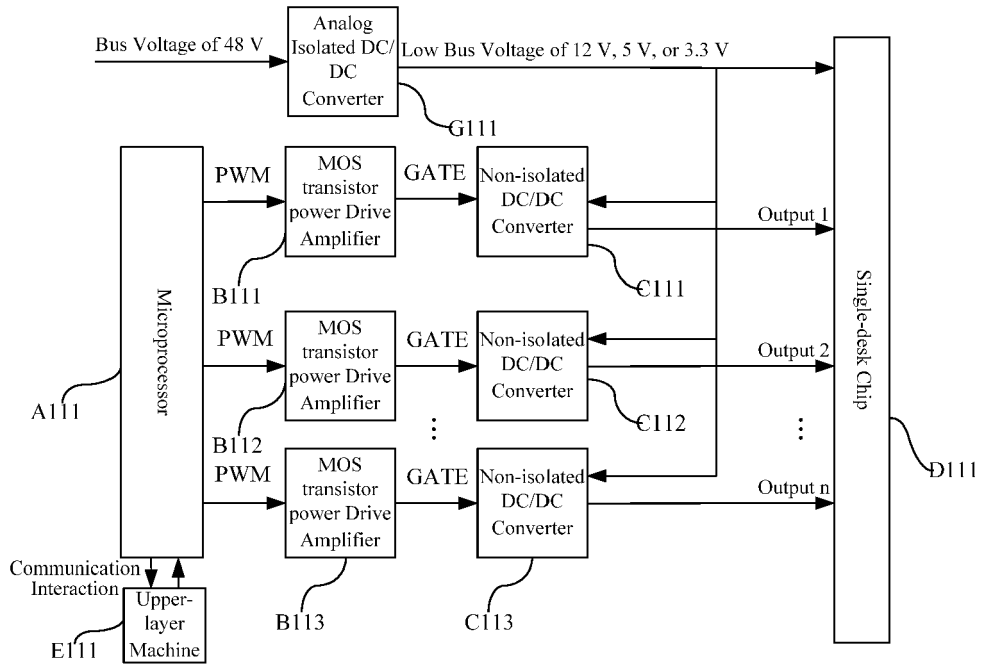 Bus Voltage of 48 V
Analog
Isolated DC/
DC
Converter
Low Bus Voltage of 12 V, 5 V, or 3.3 V
G111
Microprocessor
A111
PWM
MOS
transistor
power Drive
Amplifier
B111
GATE
Non-isolated
DC/DC
Converter
C111
Output 1
PWM
MOS
transistor
power Drive
Amplifier
B112
GATE
Non-isolated
DC/DC
Converter
C112
Output 2
...
...
PWM
MOS
transistor
power Drive
Amplifier
B113
GATE
Non-isolated
DC/DC
Converter
C113
Output n
Single-desk Chip
D111
Communication
Interaction
Upper-
layer
Machine
E111